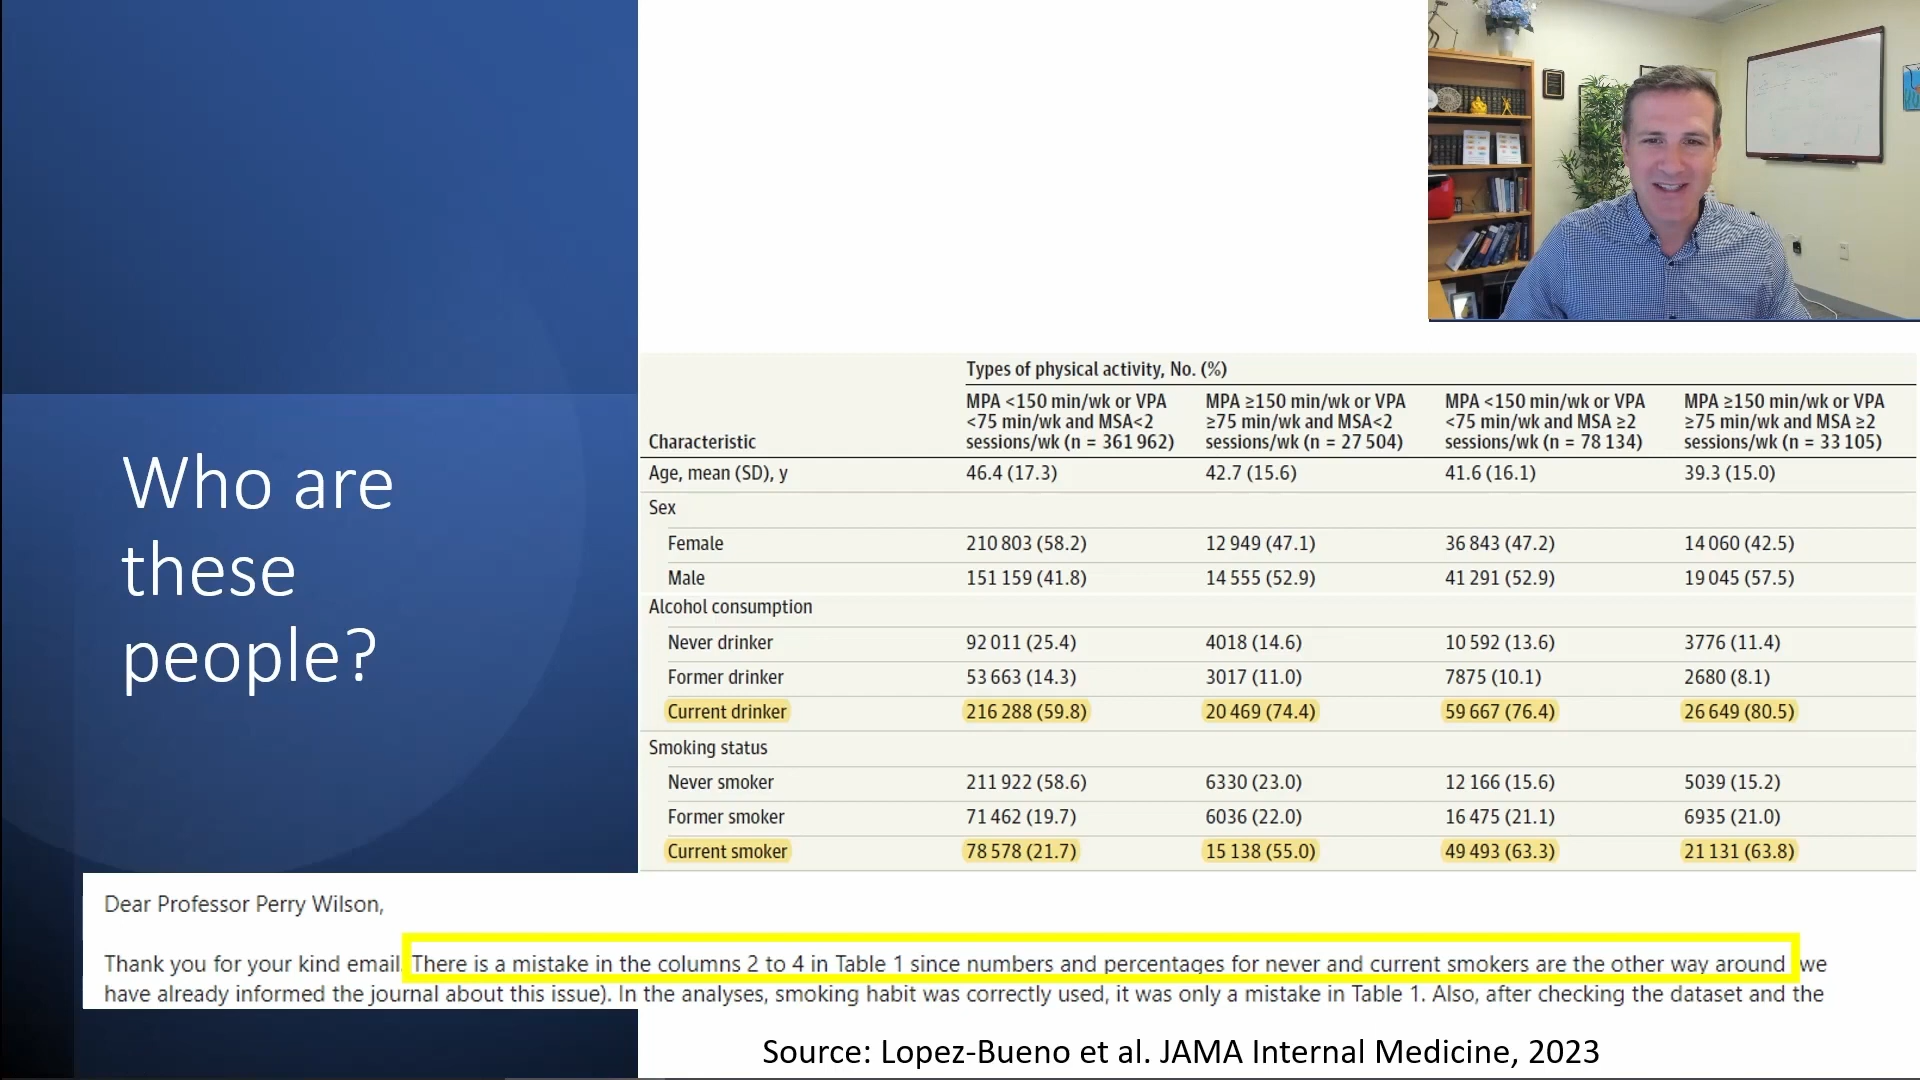 Who are
these
people?
Types of physical activity, No. (%)
Characteristic
MPA <150 min/wk or VPA
<75 min/wk and MSA<2
sessions/wk (n = 361 962)
MPA ≥150 min/wk or VPA
≥75 min/wk and MSA<2
sessions/wk (n = 27 504)
MPA <150 min/wk or VPA
<75 min/wk and MSA ≥2
sessions/wk (n = 78 134)
MPA ≥150 min/wk or VPA
≥75 min/wk and MSA ≥2
sessions/wk (n = 33 105)
Age, mean (SD), y 46.4 (17.3) 42.7 (15.6) 41.6 (16.1) 39.3 (15.0)
Sex
Female 210 803 (58.2) 12 949 (47.1) 36 843 (47.2) 14 060 (42.5)
Male 151 159 (41.8) 14 555 (52.9) 41 291 (52.9) 19 045 (57.5)
Alcohol consumption
Never drinker 92 011 (25.4) 4018 (14.6) 10 592 (13.6) 3776 (11.4)
Former drinker 53 663 (14.3) 3017 (11.0) 7875 (10.1) 2680 (8.1)
Current drinker 216 288 (59.8) 20 469 (74.4) 59 667 (76.4) 26 649 (80.5)
Smoking status
Never smoker 211 922 (58.6) 6330 (23.0) 12 166 (15.6) 5039 (15.2)
Former smoker 71 462 (19.7) 6036 (22.0) 16 475 (21.1) 6935 (21.0)
Current smoker 78 578 (21.7) 15 138 (55.0) 49 493 (63.3) 21 131 (63.8)
Dear Professor Perry Wilson,
Thank you for your kind email. There is a mistake in the columns 2 to 4 in Table 1 since numbers and percentages for never and current smokers are the other way around we
have already informed the journal about this issue). In the analyses, smoking habit was correctly used, it was only a mistake in Table 1. Also, after checking the dataset and the
Source: Lopez-Bueno et al. JAMA Internal Medicine, 2023